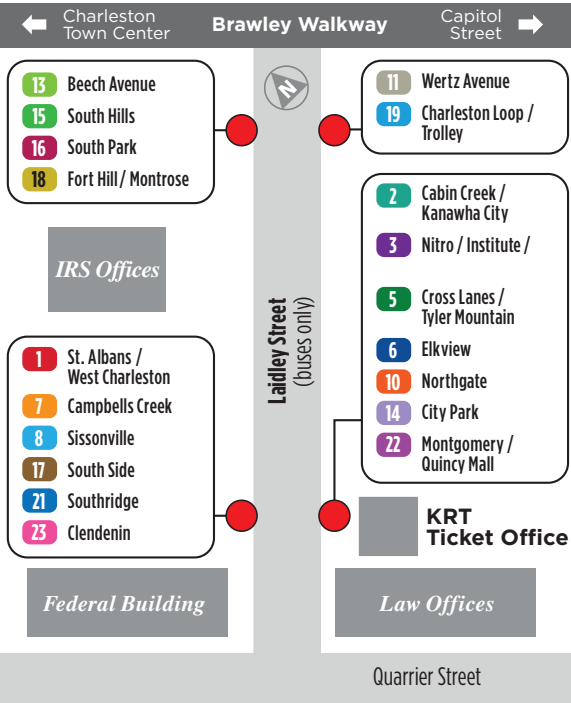 Charleston
Town Center
Brawley Walkway
Capitol
Street
13 Beech Avenue
15 South Hills
16 South Park
18 Fort Hill / Montrose
N
11 Wertz Avenue
19 Charleston Loop /
Trolley
IRS Offices
2 Cabin Creek /
Kanawha City
3 Nitro / Institute /
5 Cross Lanes /
Tyler Mountain
6 Elkview
10 Northgate
14 City Park
22 Montgomery /
Quincy Mall
Laidley Street
(buses only)
1 St. Albans /
West Charleston
7 Campbells Creek
8 Sissonville
17 South Side
21 Southridge
23 Clendenin
KRT
Ticket Office
Federal Building
Law Offices
Quarrier Street